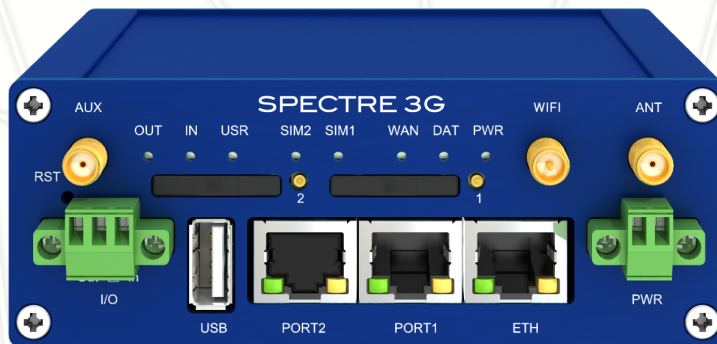 SPECTRE 3G
AUX
WIFI
ANT
OUT
IN
USR
SIM2
SIM1
WAN
DAT
PWR
RST
2
1
I/O
USB
PORT2
PORT1
ETH
PWR